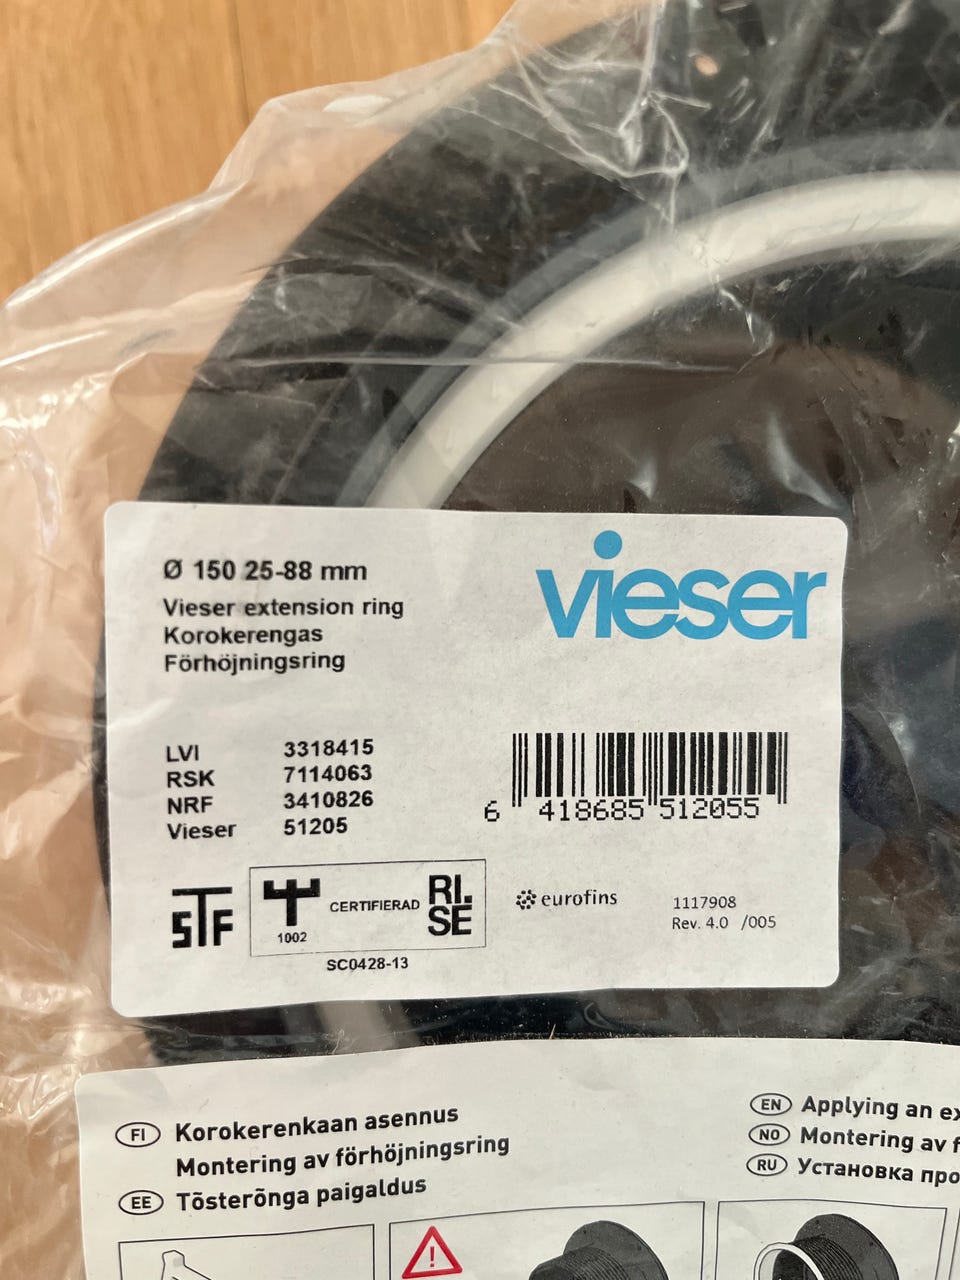 Ø 150 25-88 mm
Vieser extension ring
Korokerengas
Förhöjningsring
vieser
LVI 3318415
RSK 7114063
NRF 3410826
Vieser 51205
6 418685 512055
STF
1002
CERTIFIERAD
RI.
SE
SC0428-13
eurofins
1117908
Rev. 4.0 /005
FI Korokerenkaan asennus
Montering av förhöjningsring
EE Tõsterõnga paigaldus
EN Applying an
NO Montering av
RU Установка
!